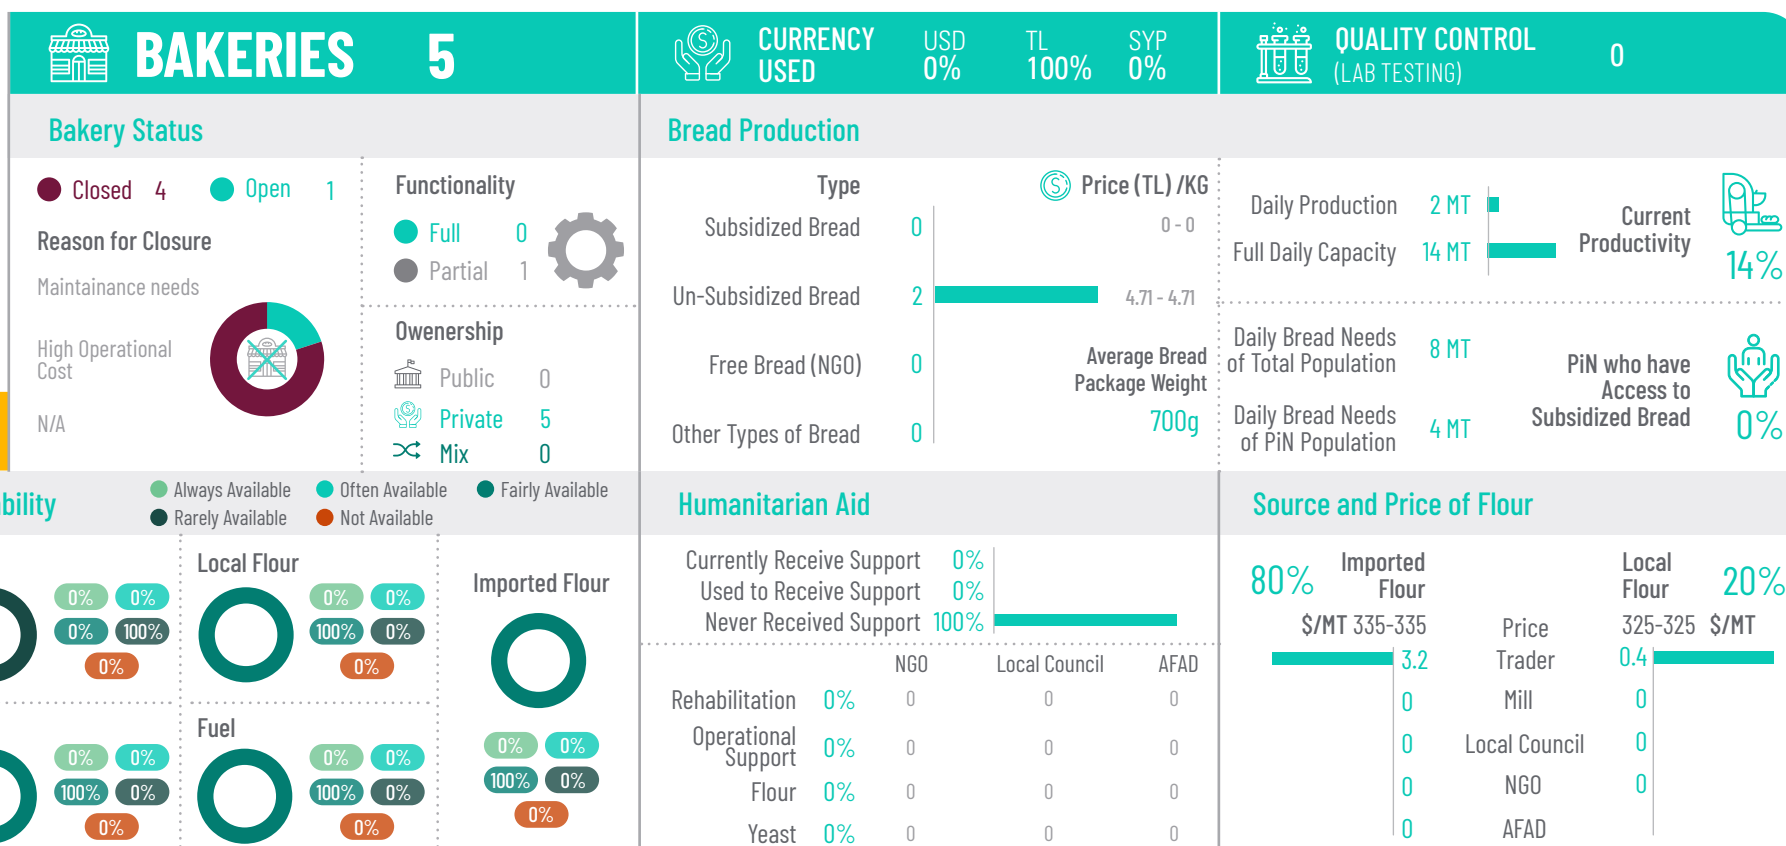 BAKERIES 5
CURRENCY
USED
USD
0%
TL
100%
SYP
0%
QUALITY CONTROL
(LAB TESTING)
0
Bakery Status
Closed 4
Open 1
Reason for Closure
Maintainance needs
High Operational
Cost
N/A
Functionality
Full 0
Partial 1
Owenership
Public 0
Private 5
Mix 0
Bread Production
Type
Price (TL) /KG
Subsidized Bread 0 0 - 0
Un-Subsidized Bread 2 4.71 - 4.71
Free Bread (NGO) 0
Other Types of Bread 0
Average Bread
Package Weight
700g
Daily Production 2 MT
Full Daily Capacity 14 MT
Current
Productivity
14%
Daily Bread Needs
of Total Population
8 MT
Daily Bread Needs
of PiN Population
4 MT
PiN who have
Access to
Subsidized Bread
0%
bility
Always Available
Often Available
Fairly Available
Rarely Available
Not Available
0% 0%
0% 100%
0%
Local Flour
0% 0%
100% 0%
0%
Imported Flour
0% 0%
100% 0%
0%
0% 0%
100% 0%
0%
Fuel
0% 0%
100% 0%
0%
Humanitarian Aid
Currently Receive Support 0%
Used to Receive Support 0%
Never Received Support 100%
NGO Local Council AFAD
Rehabilitation 0% 0 0 0
Operational
Support
0% 0 0 0
Flour 0% 0 0 0
Yeast 0% 0 0 0
Source and Price of Flour
80%
Imported
Flour
Local
Flour
20%
$/MT 335-335 Price 325-325 $/MT
3.2 Trader 0.4
0 Mill 0
0 Local Council 0
0 NGO 0
0 AFAD